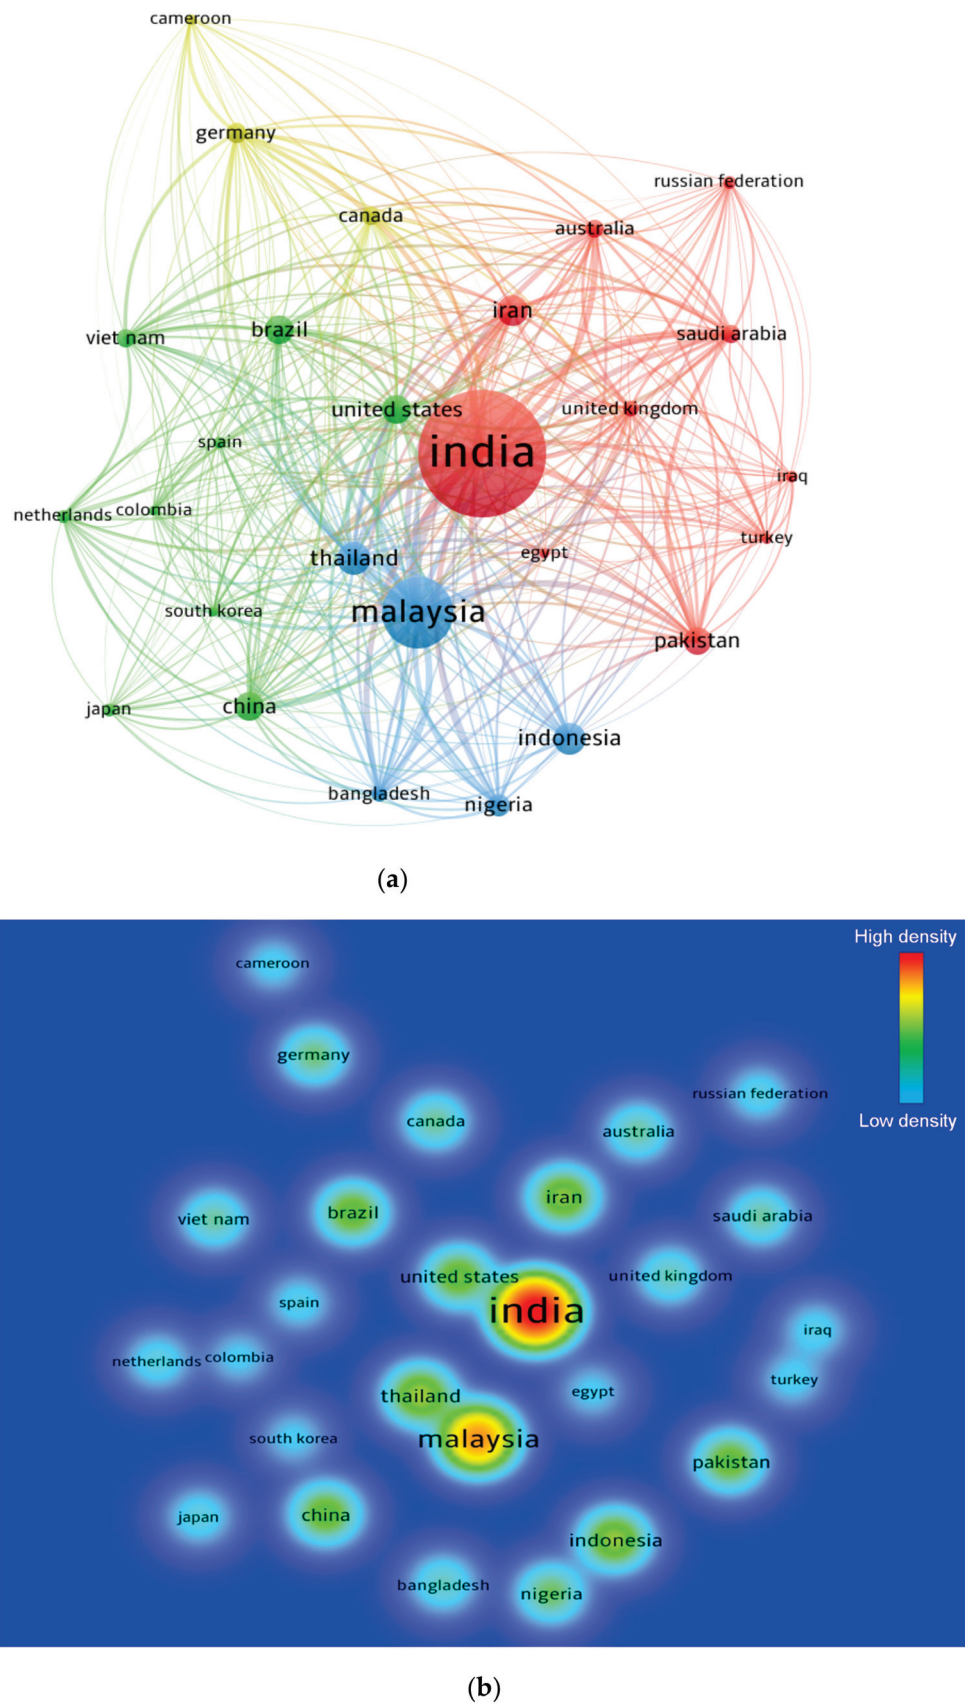 cameroon
germany
russian federation
canada
australia
iran
brazil
saudi arabia
viet nam
united states
united kingdom
spain
india
iraq
netherlands
colombia
turkey
egypt
thailand
south korea
malaysia
pakistan
japan
china
indonesia
bangladesh
nigeria
(a)
High density
cameroon
germany
russian federation
Low density
canada
australia
iran
brazil
viet nam
saudi arabia
united states
united kingdom
spain
india
iraq
netherlands
colombia
turkey
egypt
thailand
south korea
malaysia
pakistan
japan
china
indonesia
bangladesh
nigeria
(b)